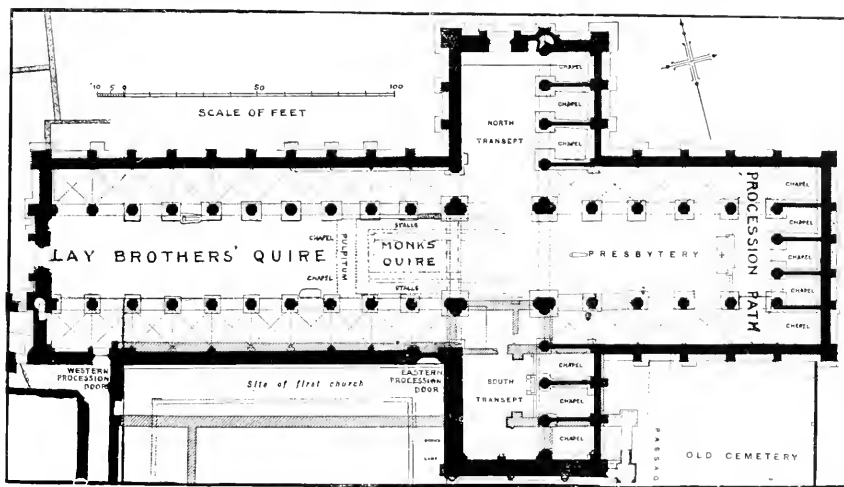 10 5 0 50 100
SCALE OF FEET
NORTH
TRANSEPT
CHAPEL
CHAPEL
CHAPEL
LAY BROTHERS' QUIRE
CHAPEL
CHAPEL
PULPITUM
STALLS
MONKS
QUIRE
STALLS
PRESBYTERY
PROCESSION PATH
CHAPEL
CHAPEL
CHAPEL
CHAPEL
CHAPEL
WESTERN
PROCESSION
DOOR
Site of first church
EASTERN
PROCESSION
DOOR
SOUTH
TRANSEPT
CHAPEL
CHAPEL
CHAPEL
OLD CEMETERY